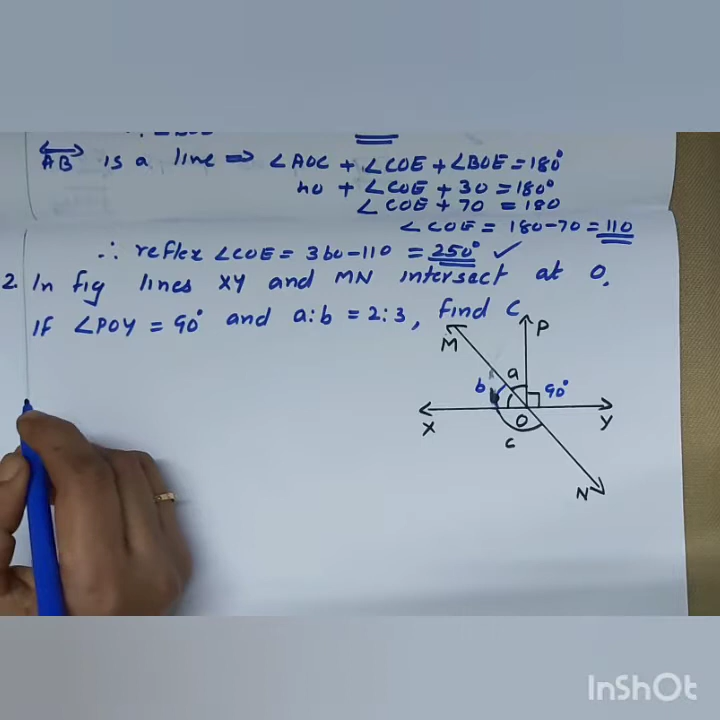 AB is a line ⇒ ∠AOC + ∠COE + ∠BOE = 180°
40 + ∠COE + 30 = 180°
∠COE + 70 = 180
∠COE = 180-70 = 110
∴ reflex ∠COE = 360-110 = 250° ✓
2. In fig lines XY and MN intersect at O.
If ∠POY = 90° and a:b = 2:3, find C
P
M
a
b
90°
X
O
Y
c
N
InShOt